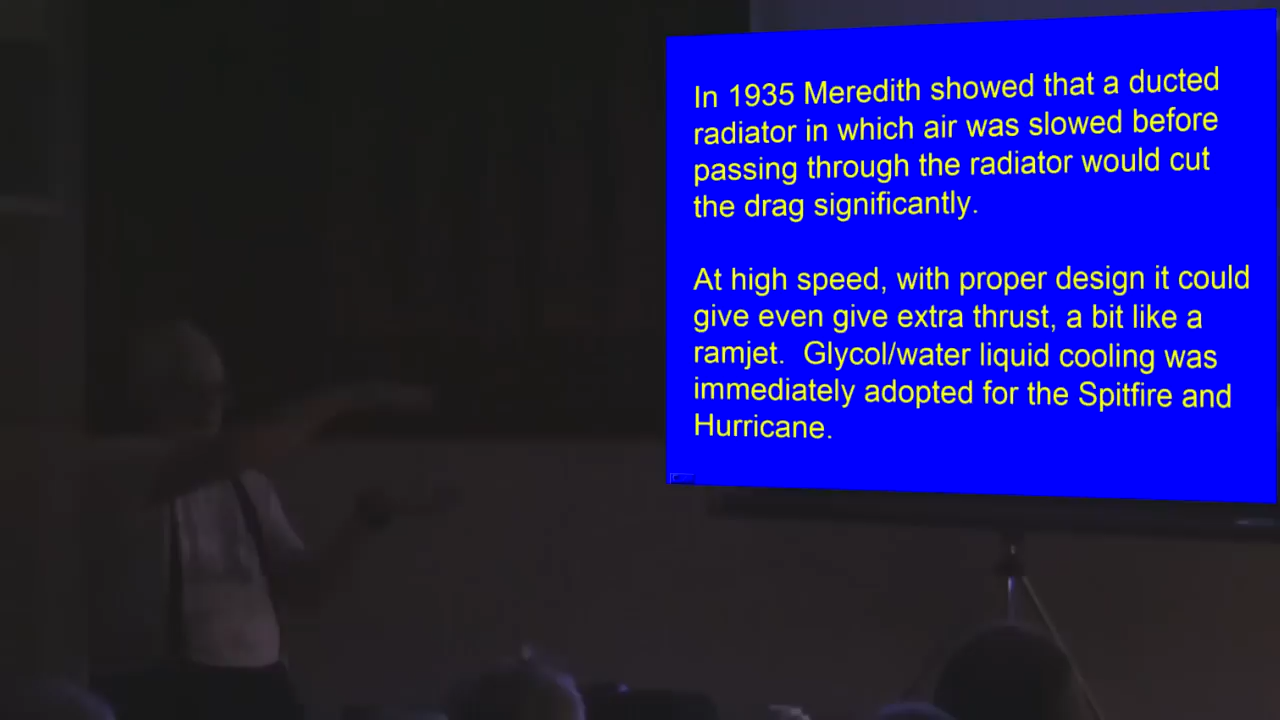 In 1935 Meredith showed that a ducted
radiator in which air was slowed before
passing through the radiator would cut
the drag significantly.
At high speed, with proper design it could
give even give extra thrust, a bit like a
ramjet.  Glycol/water liquid cooling was
immediately adopted for the Spitfire and
Hurricane.